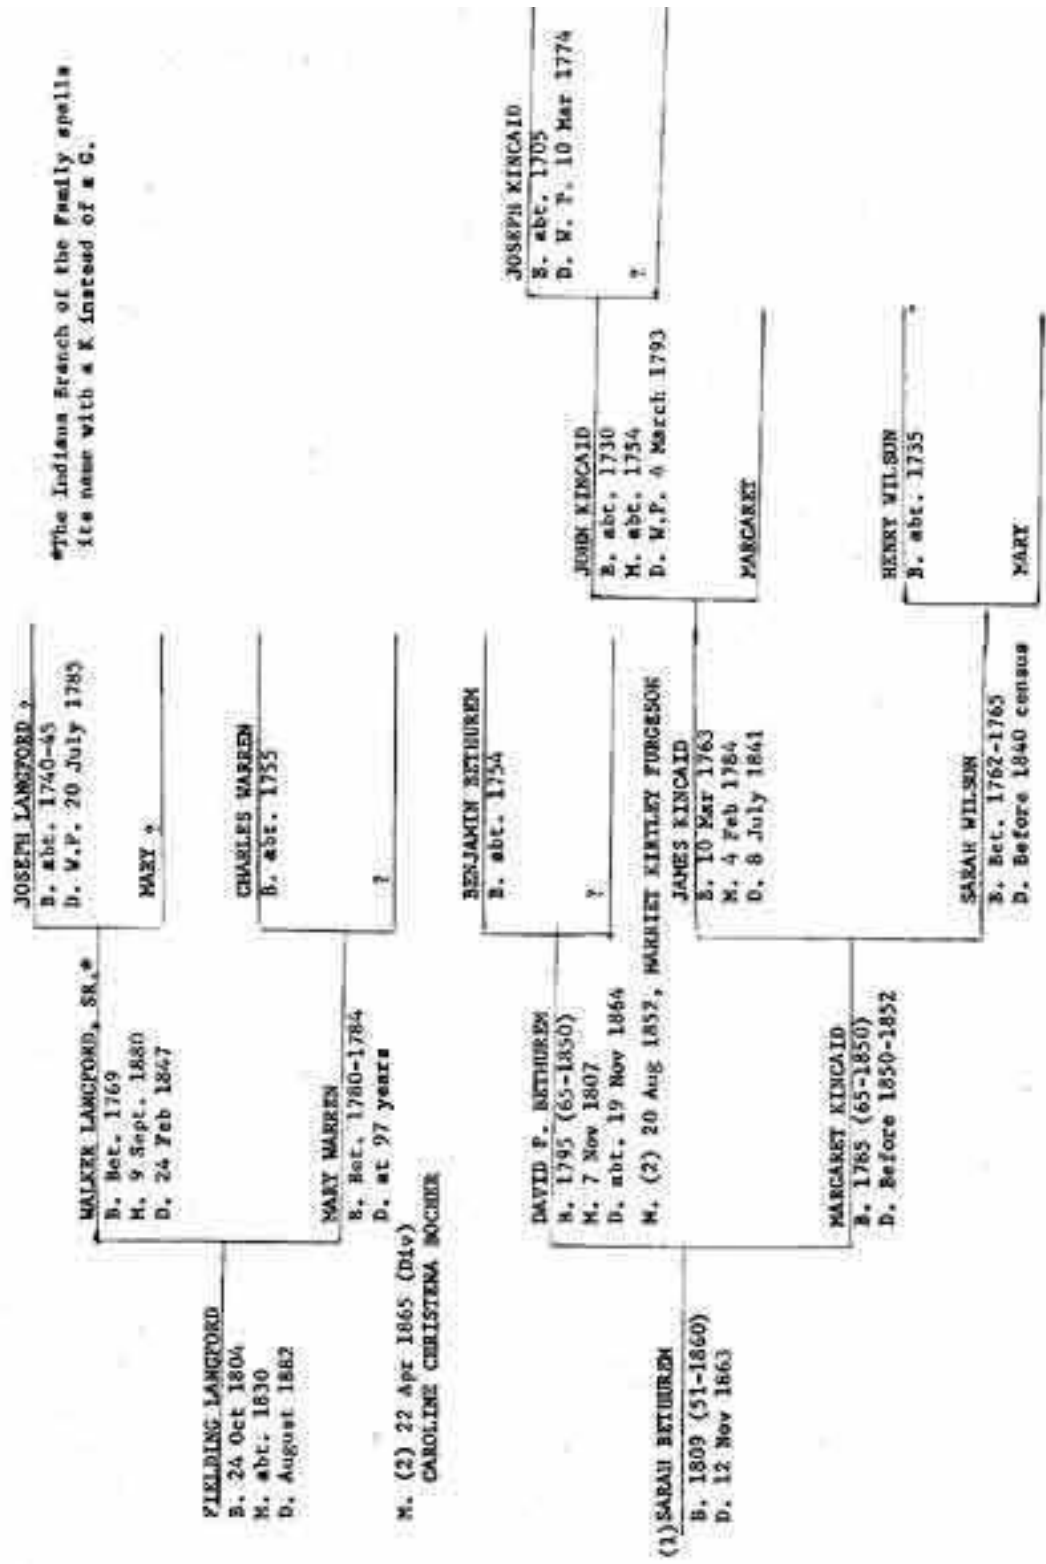 FIELDING LANGFORD
B. 24 Oct 1804
M. abt. 1830
D. August 1882
M. (2) 22 Apr 1865 (Div)
CAROLINE CHRISTENA BOCHER
(1) SARAH BETHUREM
B. 1809 (51-1860)
D. 12 Nov 1863
WALKER LANGFORD, SR.*
B. Bet. 1769
M. 9 Sept. 1880
D. 24 Feb 1847
MARY WARREN
B. Bet. 1780-1784
D. at 97 years
DAVID P. BETHUREM
B. 1795 (65-1850)
M. 7 Nov 1807
D. abt. 19 Nov 1864
M. (2) 20 Aug 1852, HARRIET KIRTLEY FURGESON
MARGARET KINCAID
B. 1785 (65-1850)
D. Before 1850-1852
JOSEPH LANGFORD ?
B. abt. 1740-45
D. W.P. 20 July 1785
MARY ?
CHARLES WARREN
B. abt. 1755
?
BENJAMIN BETHUREM
B. abt. 1754
?
JAMES KINCAID
B. 10 Mar 1763
M. 4 Feb 1784
D. 8 July 1841
SARAH WILSON
B. Bet. 1762-1765
D. Before 1840 census
*The Indiana Branch of the Family spells
its name with a K instead of a G.
JOHN KINCAID
B. abt. 1730
M. abt. 1754
D. W.P. 4 March 1793
MARGARET
HENRY WILSON
B. abt. 1735
MARY
JOSEPH KINCAID
B. abt. 1705
D. W. P. 10 Mar 1774
?